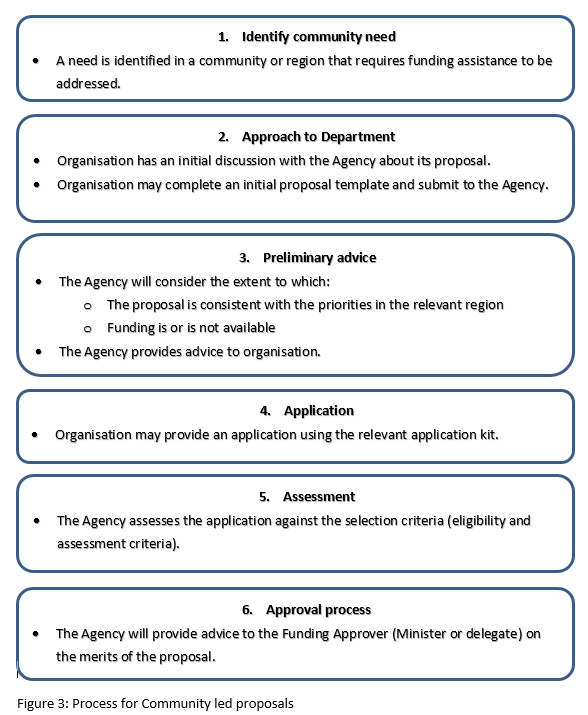 1. Identify community need
• A need is identified in a community or region that requires funding assistance to be
addressed.
2. Approach to Department
• Organisation has an initial discussion with the Agency about its proposal.
• Organisation may complete an initial proposal template and submit to the Agency.
3. Preliminary advice
• The Agency will consider the extent to which:
o The proposal is consistent with the priorities in the relevant region
o Funding is or is not available
• The Agency provides advice to organisation.
4. Application
• Organisation may provide an application using the relevant application kit.
5. Assessment
• The Agency assesses the application against the selection criteria (eligibility and
assessment criteria).
6. Approval process
• The Agency will provide advice to the Funding Approver (Minister or delegate) on
the merits of the proposal.
Figure 3: Process for Community led proposals